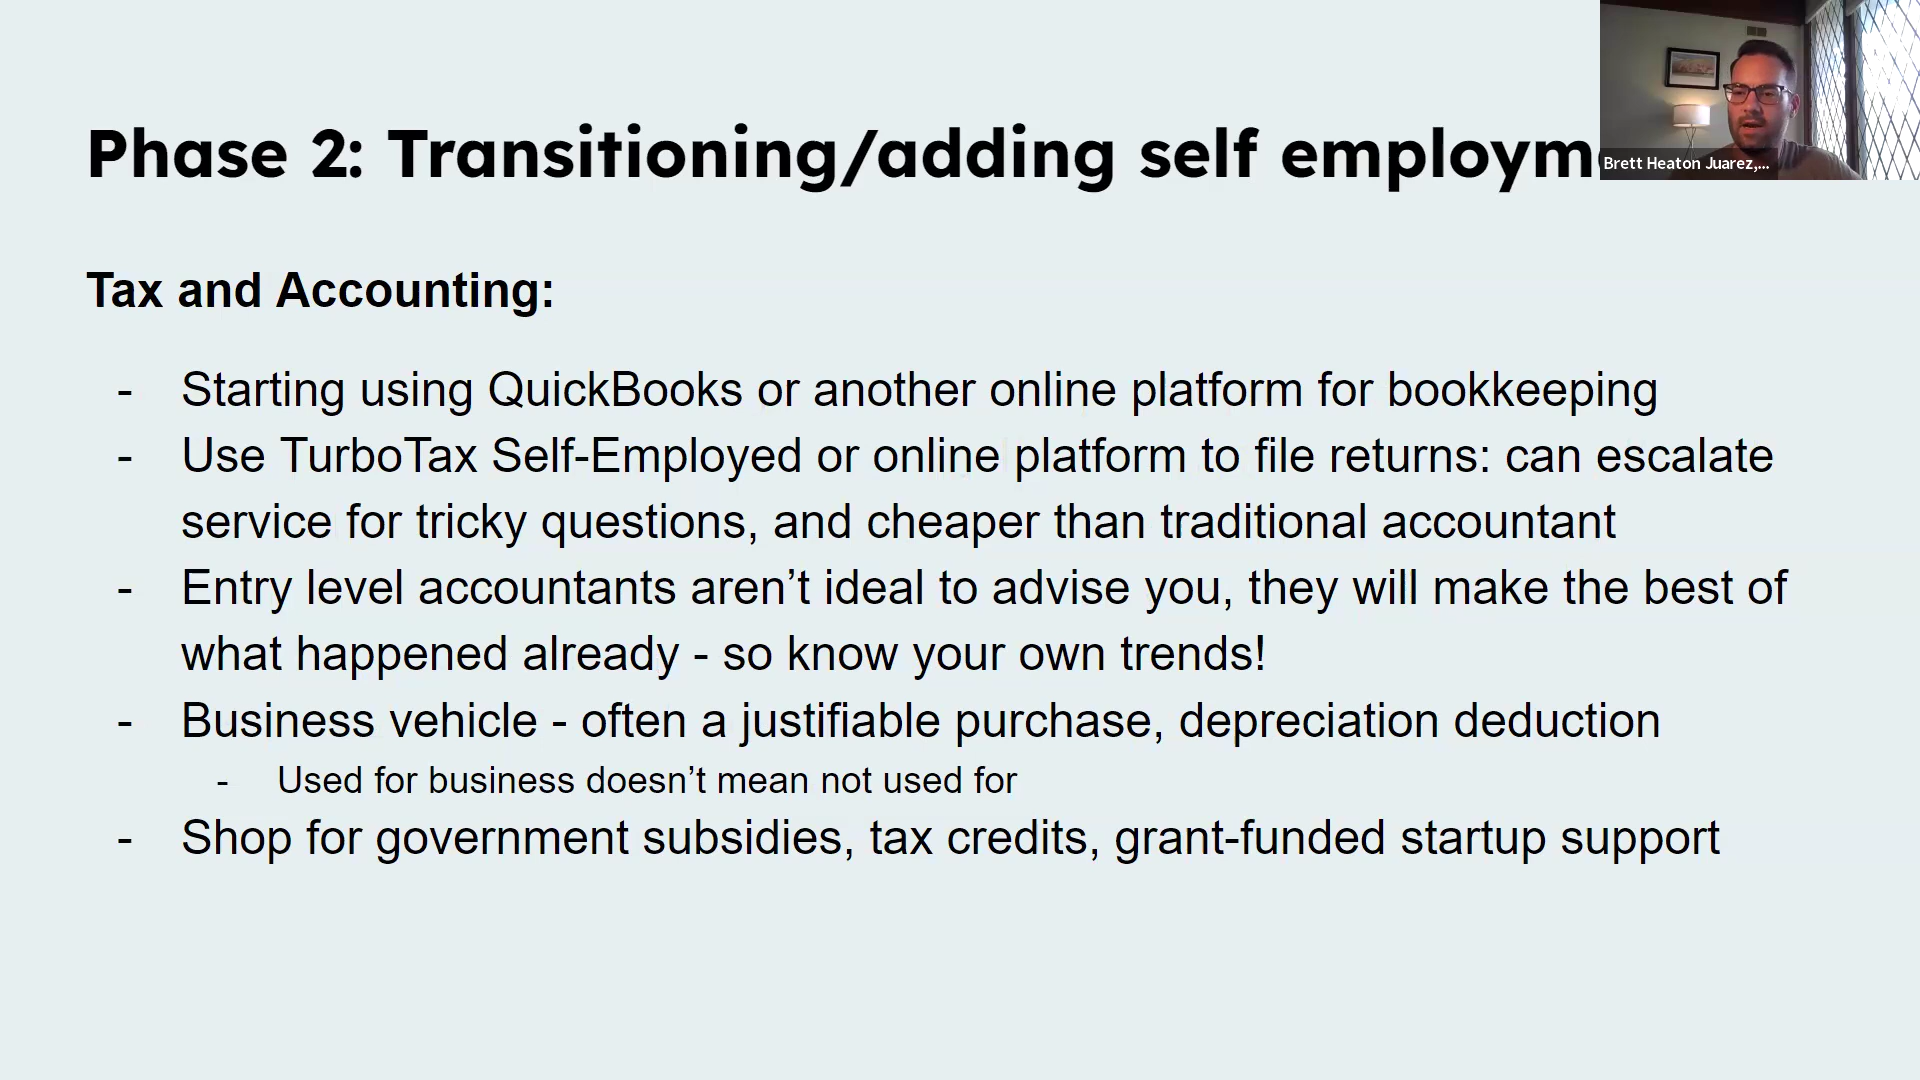 Phase 2: Transitioning/adding self employm
Brett Heaton Juarez,...
Tax and Accounting:
- Starting using QuickBooks or another online platform for bookkeeping
- Use TurboTax Self-Employed or online platform to file returns: can escalate
service for tricky questions, and cheaper than traditional accountant
- Entry level accountants aren’t ideal to advise you, they will make the best of
what happened already - so know your own trends!
- Business vehicle - often a justifiable purchase, depreciation deduction
- Used for business doesn’t mean not used for
- Shop for government subsidies, tax credits, grant-funded startup support